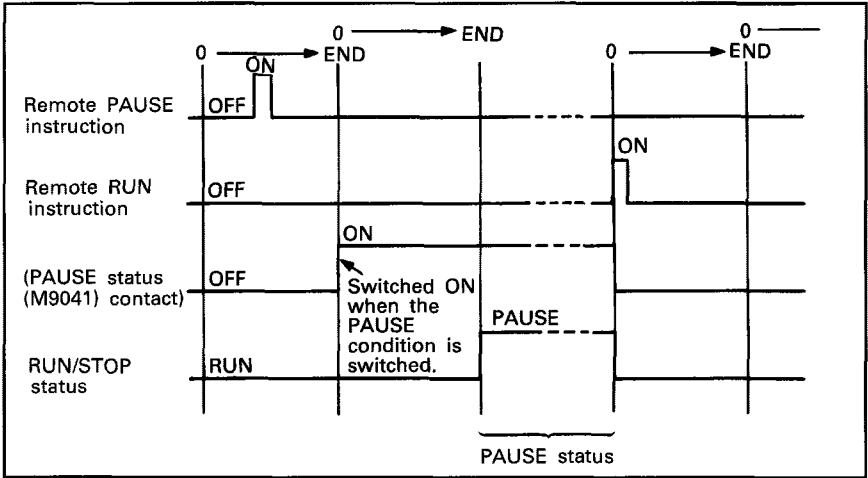 0 → END
0 → END
0 → END
0
Remote PAUSE
instruction
OFF
ON
Remote RUN
instruction
OFF
ON
(PAUSE status
(M9041) contact)
OFF
ON
Switched ON
when the
PAUSE
condition is
switched.
RUN/STOP
status
RUN
PAUSE
PAUSE status